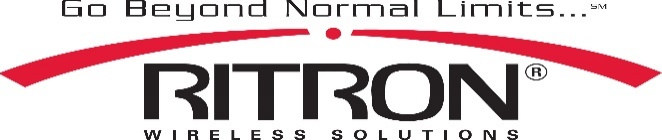 Go Beyond Normal Limits...℠
RITRON®
WIRELESS SOLUTIONS